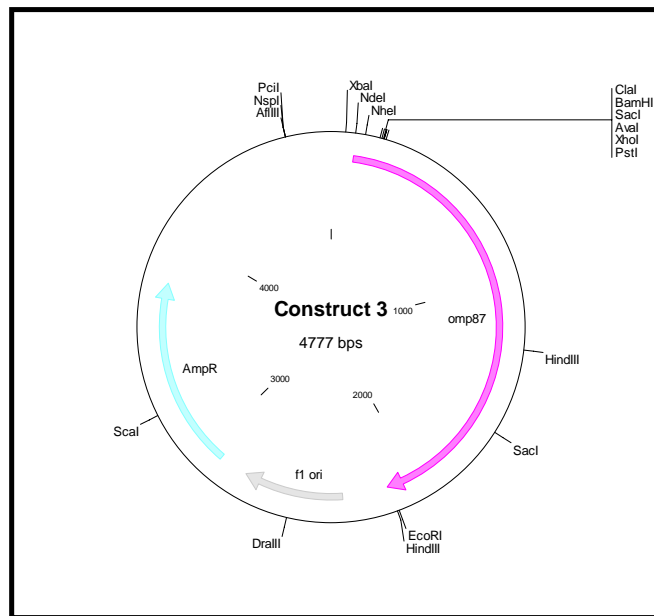 PciI
NspI
AflIII
XbaI
NdeI
NheI
ClaI
BamHI
SacI
AvaI
XhoI
PstI
4000
Construct 3
1000
omp87
4777 bps
HindIII
AmpR
3000
2000
ScaI
SacI
f1 ori
EcoRI
DraIII
HindIII